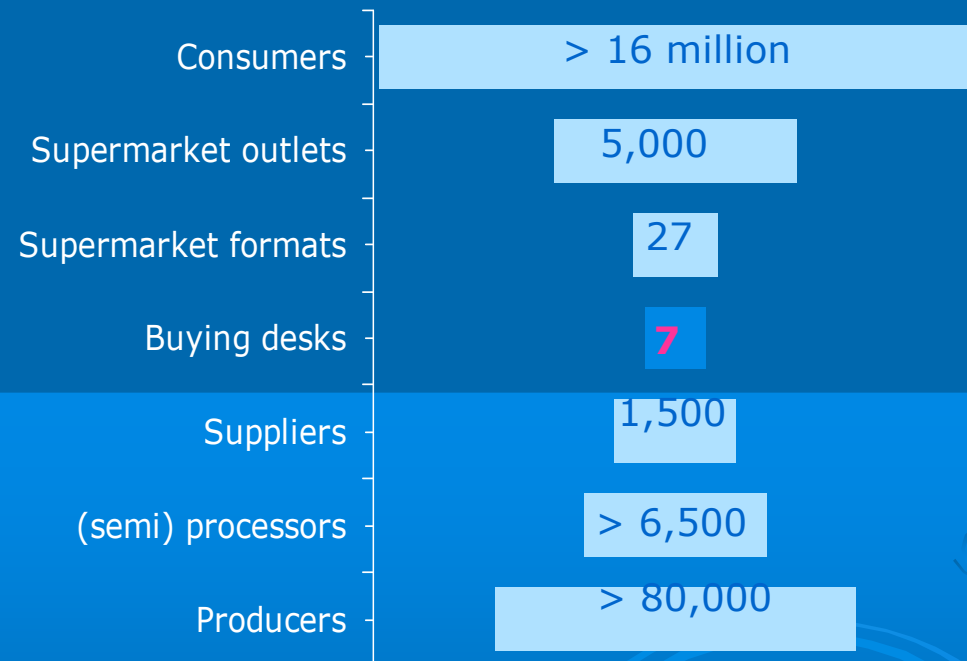 Consumers > 16 million
Supermarket outlets 5,000
Supermarket formats 27
Buying desks 7
Suppliers 1,500
(semi) processors > 6,500
Producers > 80,000